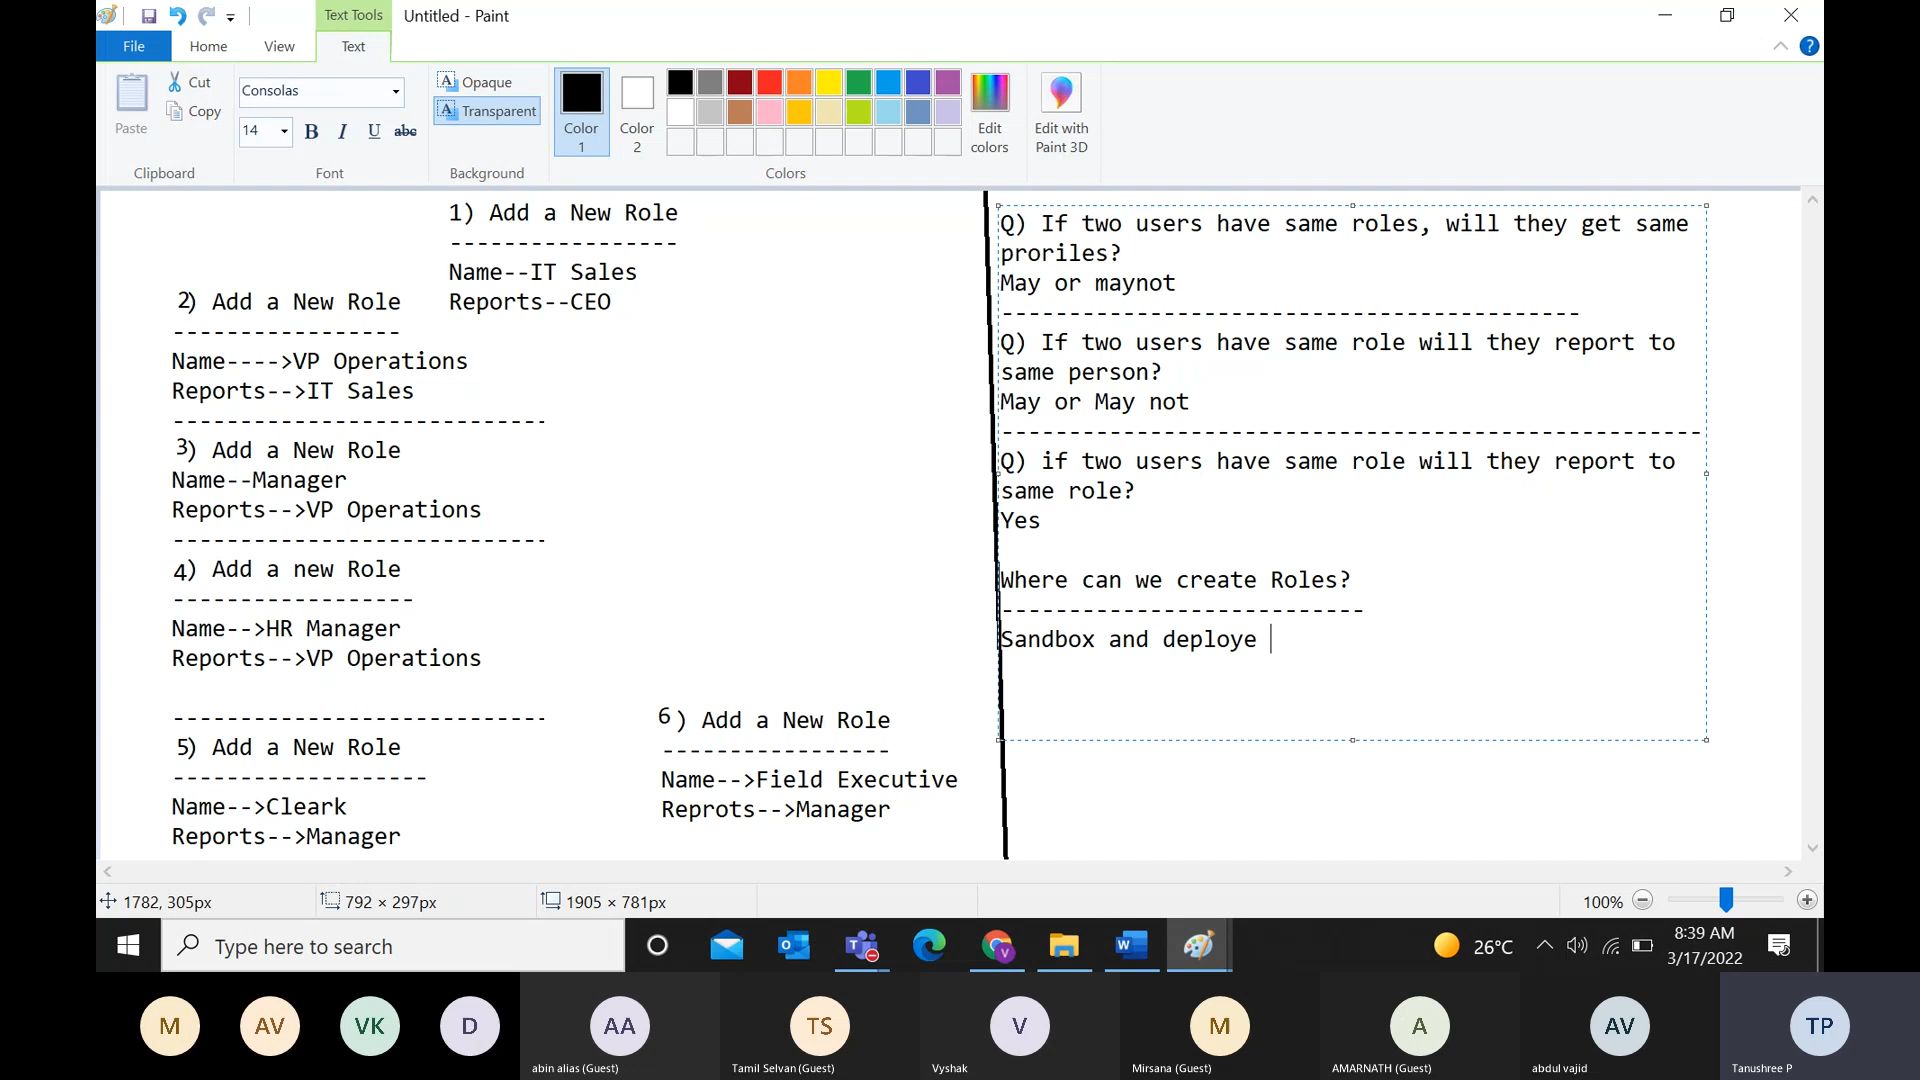 Text Tools
Untitled - Paint
File
Home
View
Text
Paste
Cut
Copy
Clipboard
Consolas
14
B
I
U
abc
Font
Opaque
Transparent
Background
Color
1
Color
2
Edit
colors
Colors
Edit with
Paint 3D
1) Add a New Role
-----------------
Name--IT Sales
Reports--CEO
2) Add a New Role
-----------------
Name---->VP Operations
Reports-->IT Sales
----------------------------
3) Add a New Role
Name--Manager
Reports-->VP Operations
----------------------------
4) Add a new Role
------------------
Name-->HR Manager
Reports-->VP Operations
----------------------------
5) Add a New Role
-------------------
Name-->Cleark
Reports-->Manager
6) Add a New Role
-----------------
Name-->Field Executive
Reprots-->Manager
Q) If two users have same roles, will they get same
proriles?
May or maynot
-------------------------------------------
Q) If two users have same role will they report to
same person?
May or May not
----------------------------------------------------
Q) if two users have same role will they report to
same role?
Yes
Where can we create Roles?
---------------------------
Sandbox and deploye
1782, 305px
792 × 297px
1905 × 781px
100%
Type here to search
26°C
8:39 AM
3/17/2022
M
AV
VK
D
AA
abin alias (Guest)
TS
Tamil Selvan (Guest)
V
Vyshak
M
Mirsana (Guest)
A
AMARNATH (Guest)
AV
abdul vajid
TP
Tanushree P